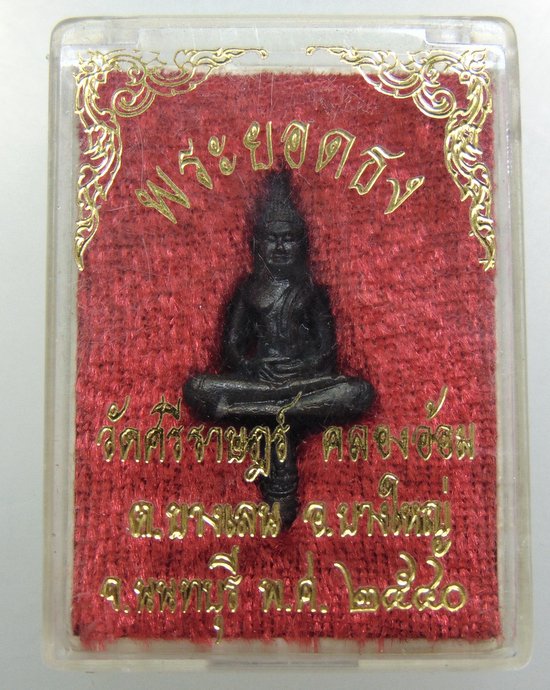 พระยอดธง
วัดศรีราษฎร์ คลองอ้อม
ต.บางเลน อ.บางใหญ่
จ.นนทบุรี พ.ศ. ๒๕๔๐